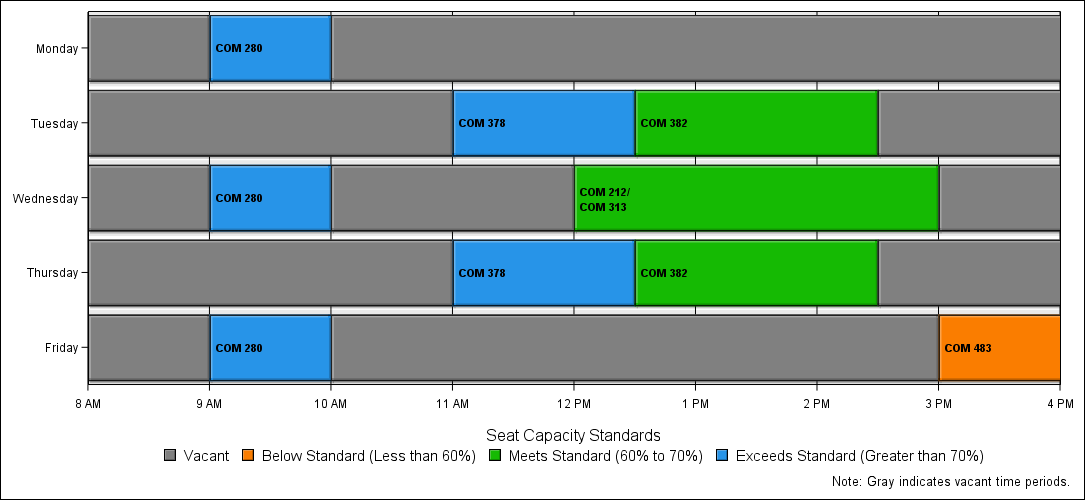 Monday
COM 280
Tuesday
COM 378
COM 382
Wednesday
COM 280
COM 212/
COM 313
Thursday
COM 378
COM 382
Friday
COM 280
COM 483
8 AM 9 AM 10 AM 11 AM 12 PM 1 PM 2 PM 3 PM 4 PM
Seat Capacity Standards
Vacant Below Standard (Less than 60%) Meets Standard (60% to 70%) Exceeds Standard (Greater than 70%)
Note: Gray indicates vacant time periods.